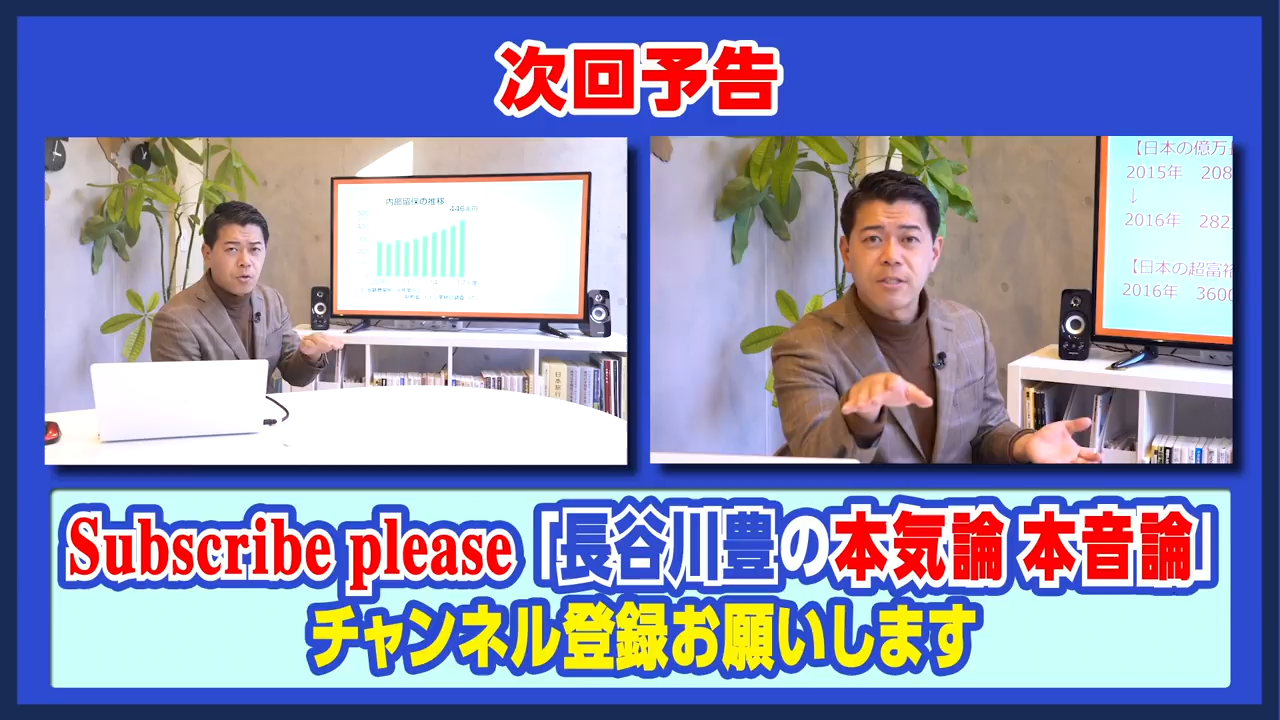 次回予告
内部留保の推移
446兆円
【日本の億万
2015年 208
↓
2016年 282
【日本の超富裕
2016年 3600
Subscribe please「長谷川豊の本気論 本音論」
チャンネル登録お願いします